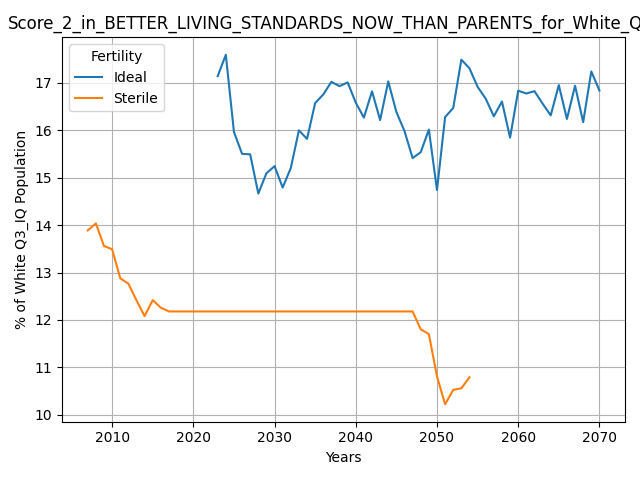 Score_2_in_BETTER_LIVING_STANDARDS_NOW_THAN_PARENTS_for_White_Q
Fertility
Ideal
Sterile
% of White Q3_IQ Population
17
16
15
14
13
12
11
10
2010 2020 2030 2040 2050 2060 2070
Years